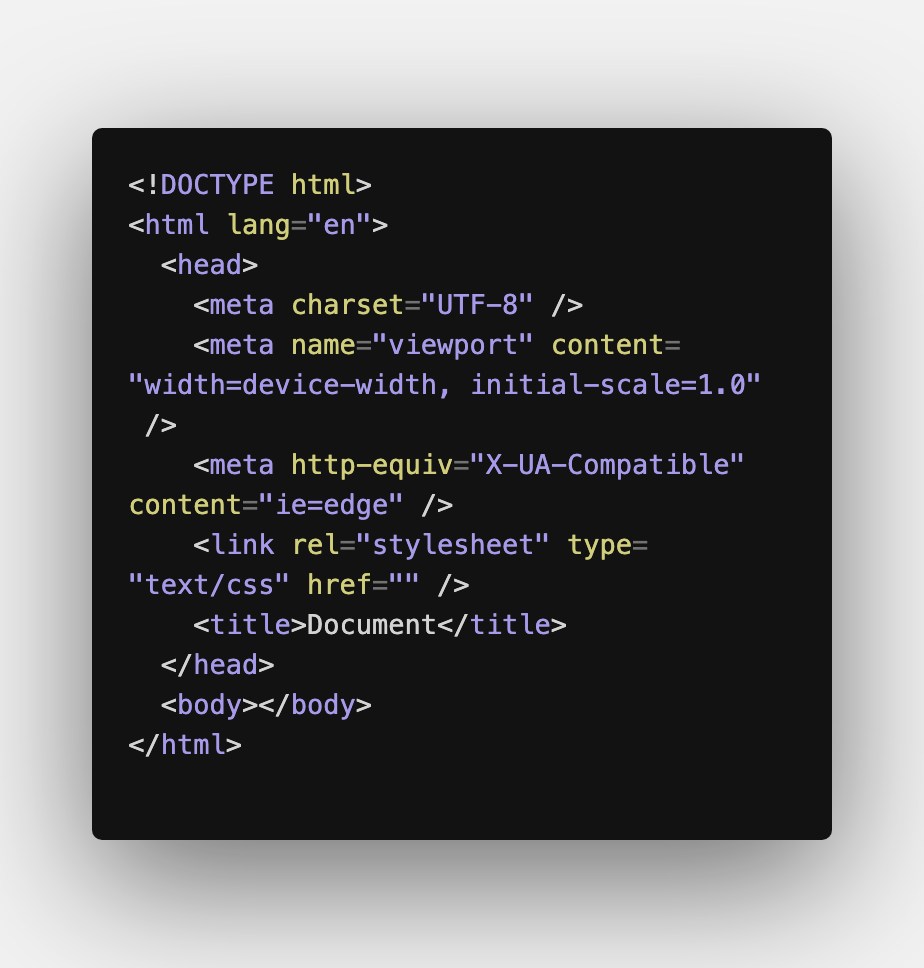 <!DOCTYPE html>
<html lang="en">
  <head>
    <meta charset="UTF-8" />
    <meta name="viewport" content=
"width=device-width, initial-scale=1.0"
 />
    <meta http-equiv="X-UA-Compatible"
content="ie=edge" />
    <link rel="stylesheet" type=
"text/css" href="" />
    <title>Document</title>
  </head>
  <body></body>
</html>